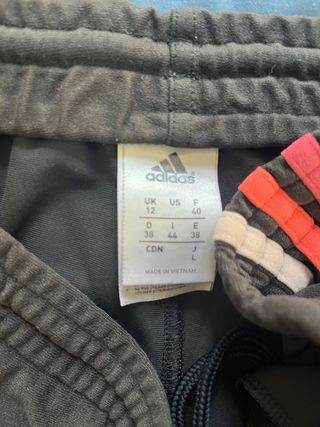 adidas
UK US F
12 40
D I E
38 44 38
CDN J
L
MADE IN VIETNAM